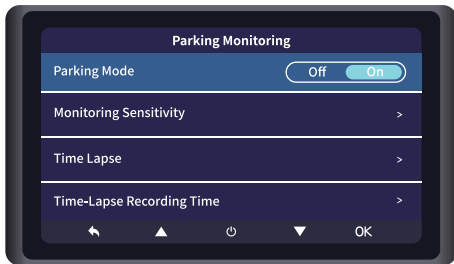 Parking Monitoring
Parking Mode Off On
Monitoring Sensitivity >
Time Lapse >
Time-Lapse Recording Time >
OK